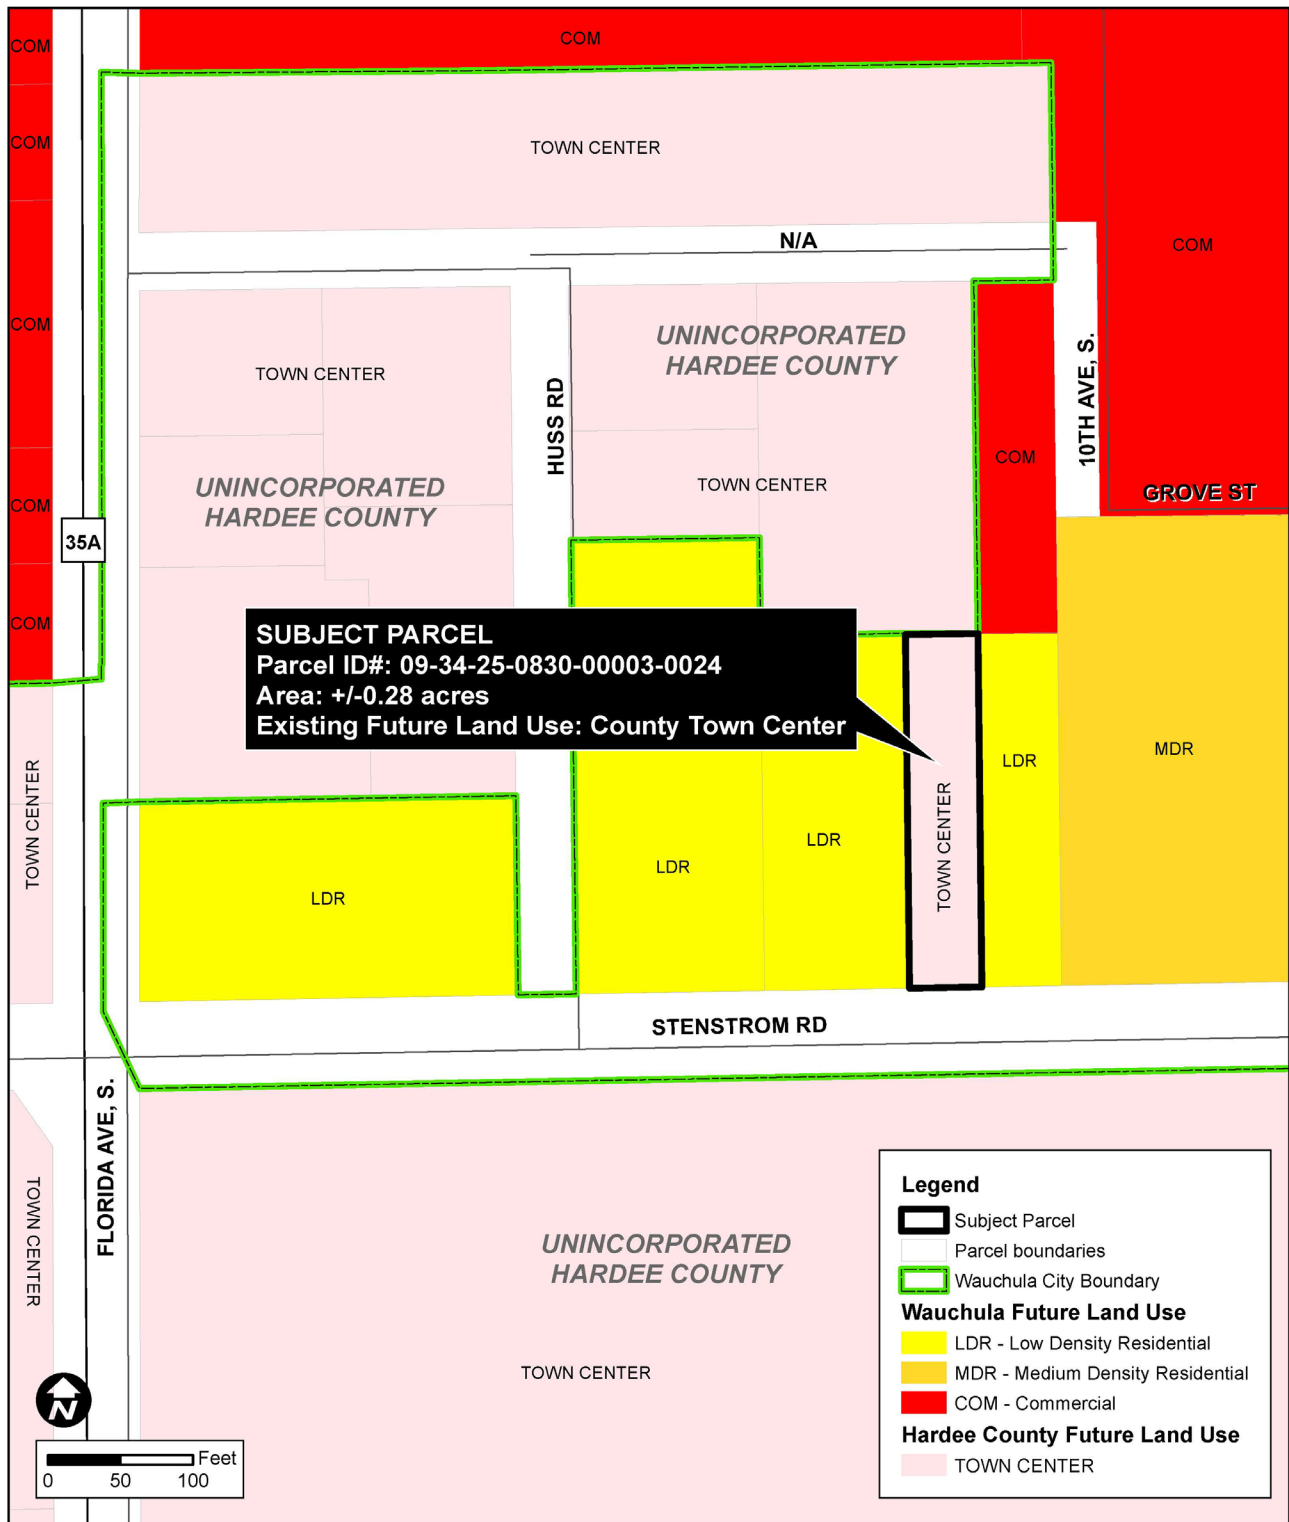 COM
COM
COM
TOWN CENTER
N/A
COM
COM
UNINCORPORATED
HARDEE COUNTY
TOWN CENTER
HUSS RD
10TH AVE, S.
COM
TOWN CENTER
UNINCORPORATED
HARDEE COUNTY
GROVE ST
COM
35A
COM
SUBJECT PARCEL
Parcel ID#: 09-34-25-0830-00003-0024
Area: +/-0.28 acres
Existing Future Land Use: County Town Center
LDR
MDR
TOWN CENTER
TOWN CENTER
LDR
LDR
LDR
STENSTROM RD
FLORIDA AVE, S.
TOWN CENTER
UNINCORPORATED
HARDEE COUNTY
TOWN CENTER
N
Feet
0 50 100
Legend
Subject Parcel
Parcel boundaries
Wauchula City Boundary
Wauchula Future Land Use
LDR - Low Density Residential
MDR - Medium Density Residential
COM - Commercial
Hardee County Future Land Use
TOWN CENTER